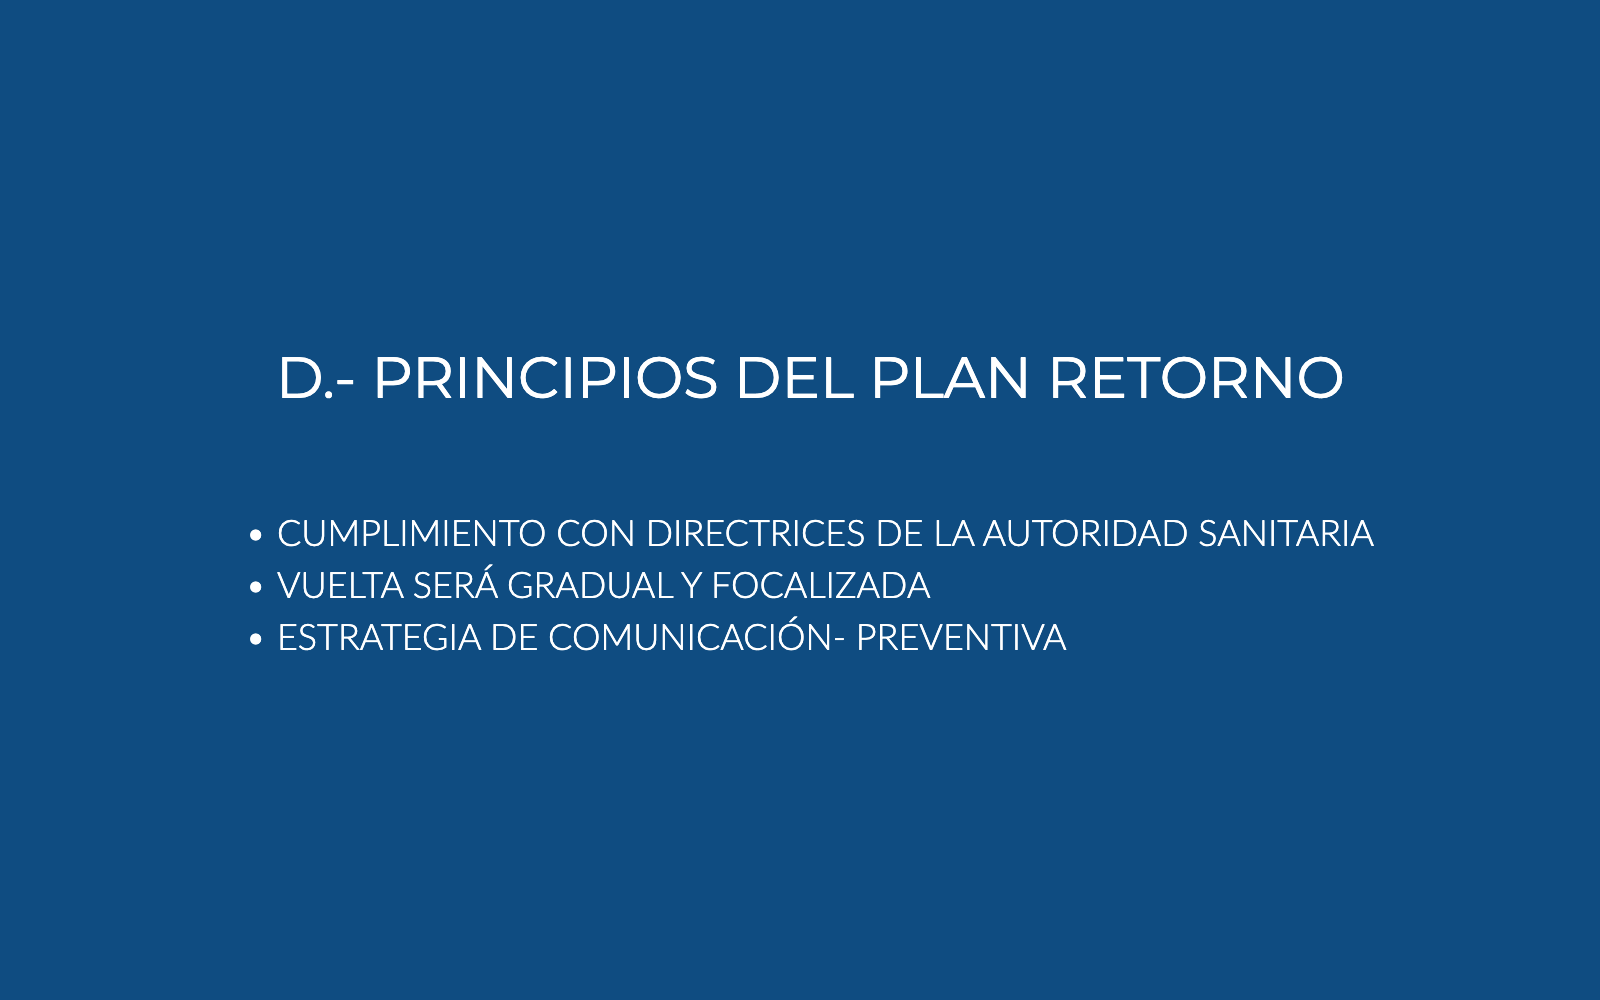 D.- PRINCIPIOS DEL PLAN RETORNO
• CUMPLIMIENTO CON DIRECTRICES DE LA AUTORIDAD SANITARIA
• VUELTA SERÁ GRADUAL Y FOCALIZADA
• ESTRATEGIA DE COMUNICACIÓN- PREVENTIVA